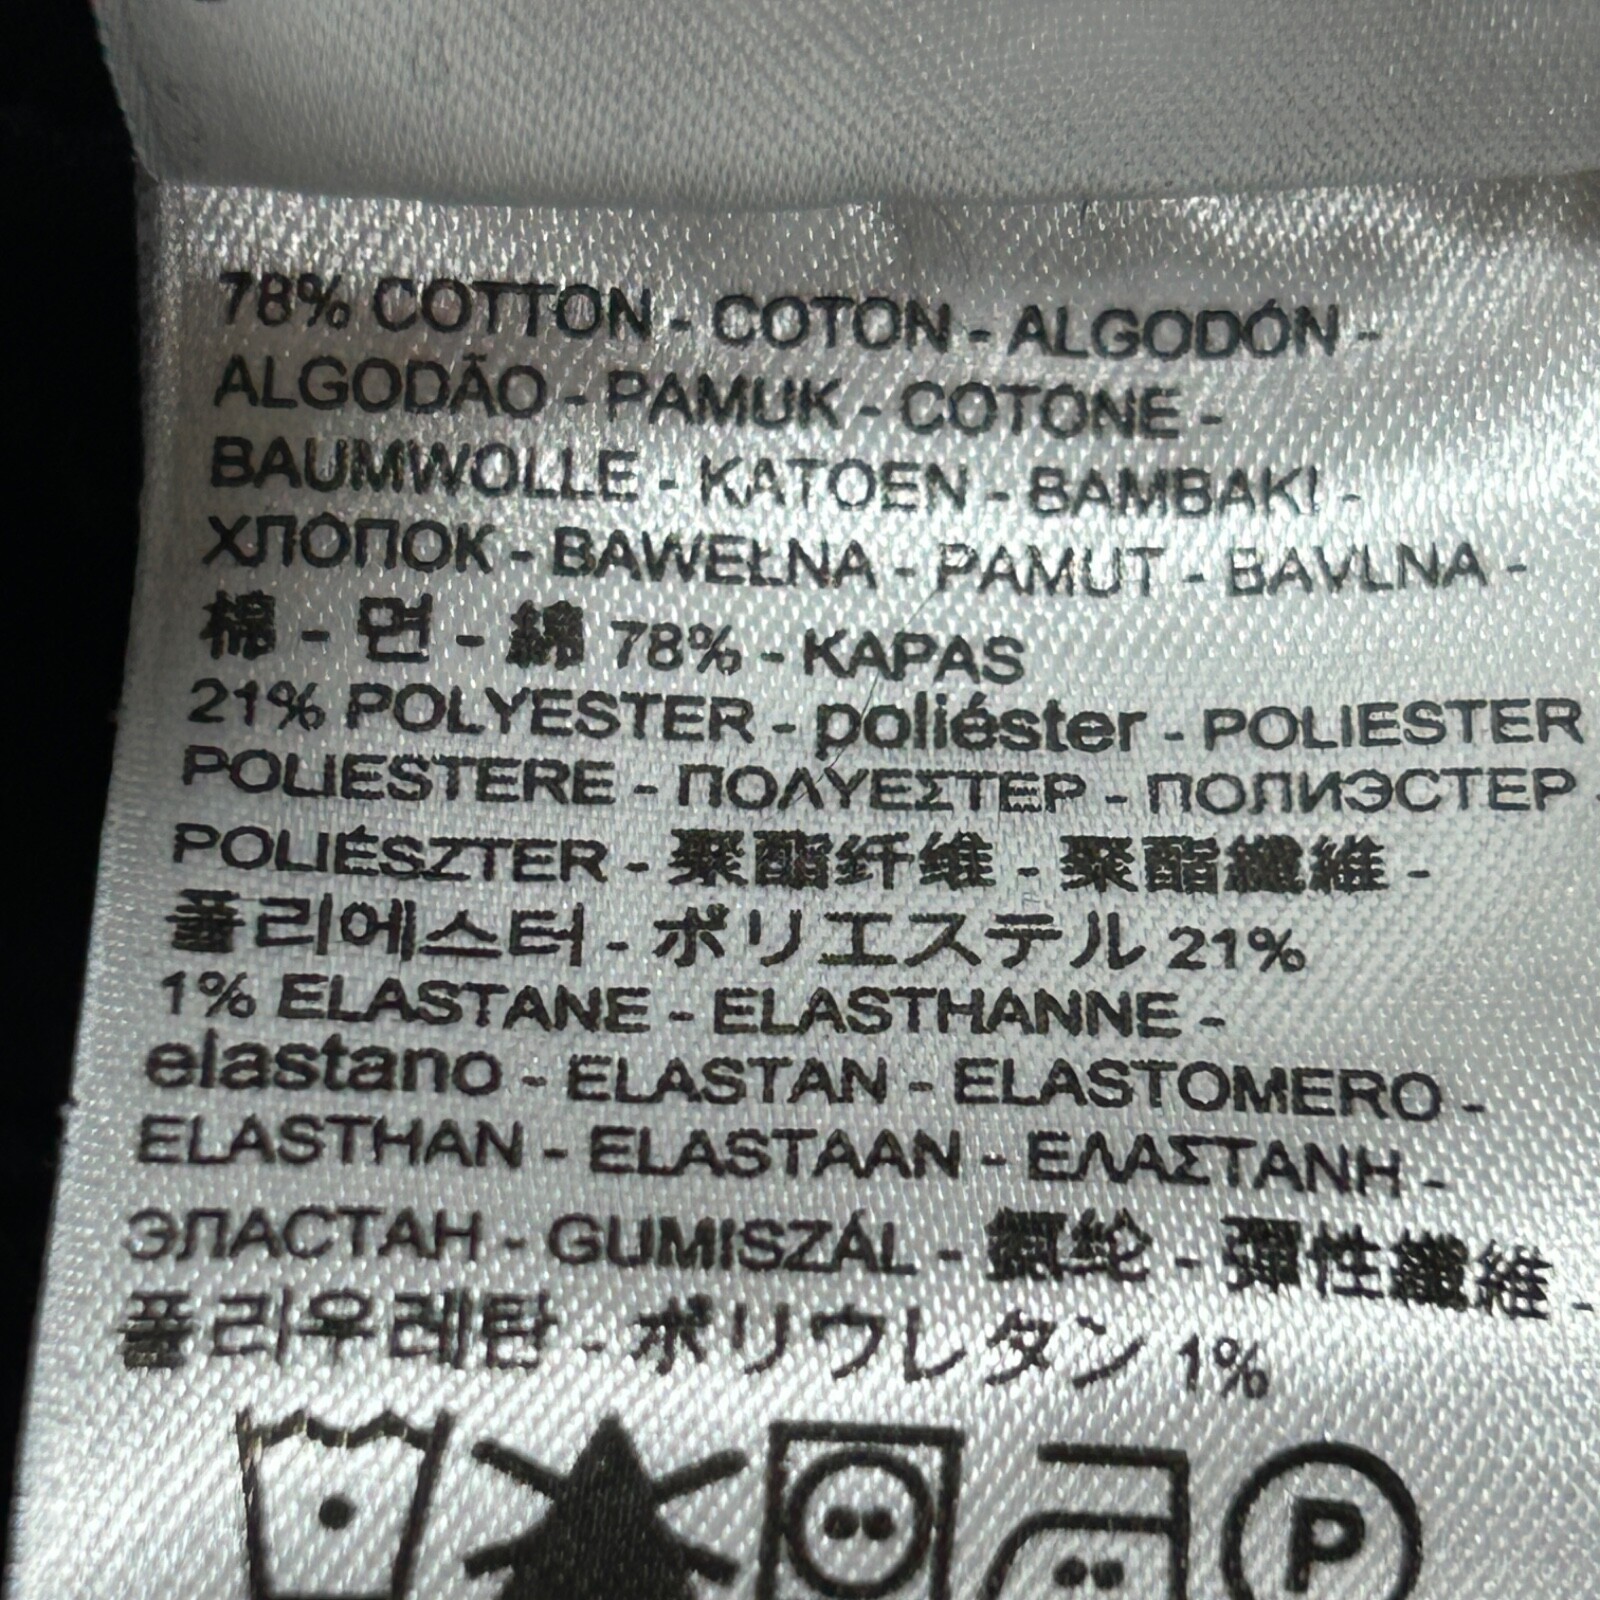 78% COTTON - COTON - ALGODÓN -
ALGODÃO - PAMUK - COTONE -
BAUMWOLLE - KATOEN - BAMBAKI -
ХЛОПОК - BAWEŁNA - PAMUT - BAVLNA -
棉 - 면 - 綿 78% - KAPAS
21% POLYESTER - poliéster - POLIESTER
POLIESTERE - ΠΟΛΥΕΣΤΕΡ - ПОЛИЭСТЕР -
POLIÉSZTER - 聚酯纤维 - 聚酯纖維 -
폴리에스터 - ポリエステル 21%
1% ELASTANE - ELASTHANNE -
elastano - ELASTAN - ELASTOMERO -
ELASTHAN - ELASTAAN - ΕΛΑΣΤΑΝΗ -
ЭЛАСТАН - GUMISZÁL - 氨纶 - 彈性纖維 -
폴리우레탄 - ポリウレタン 1%
P